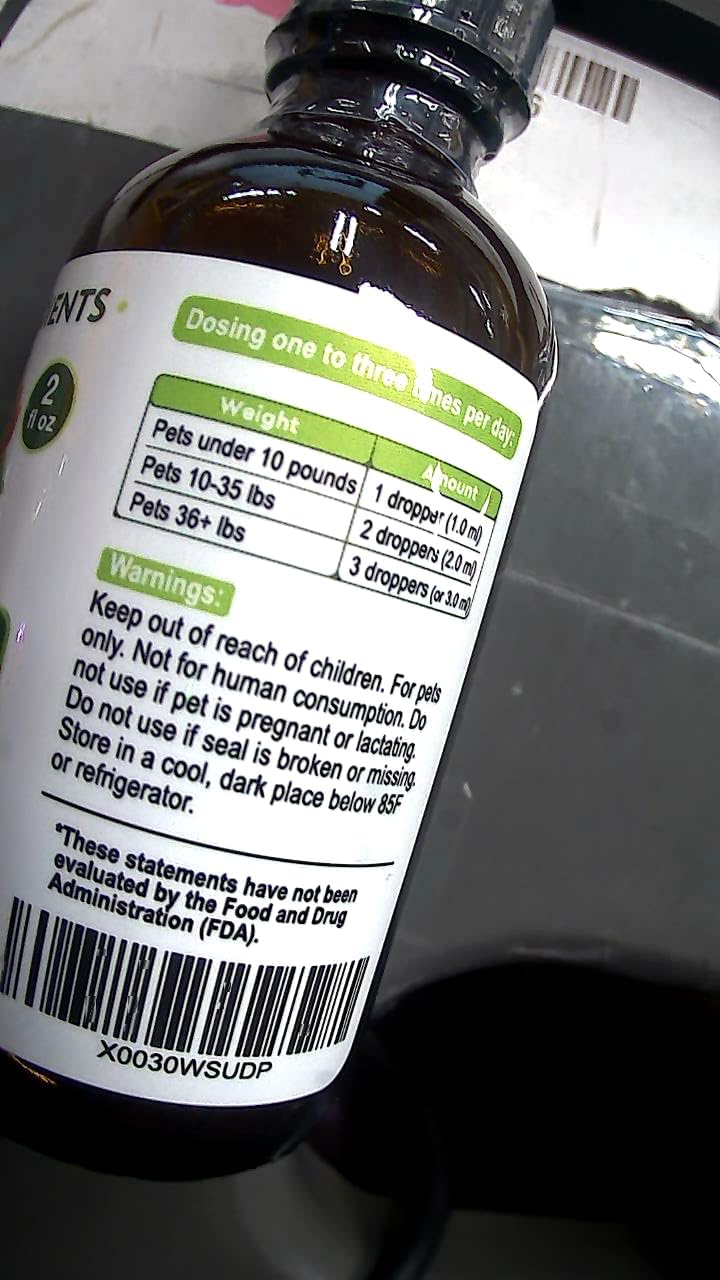 2
fl oz
Dosing one to three times per day:
Weight Amount
Pets under 10 pounds 1 dropper (1.0 ml)
Pets 10-35 lbs 2 droppers (2.0 ml)
Pets 36+ lbs 3 droppers (or 3.0 ml)
Warnings:
Keep out of reach of children. For pets
only. Not for human consumption. Do
not use if pet is pregnant or lactating.
Do not use if seal is broken or missing.
Store in a cool, dark place below 85F
or refrigerator.
*These statements have not been
evaluated by the Food and Drug
Administration (FDA).
X0030WSUDP